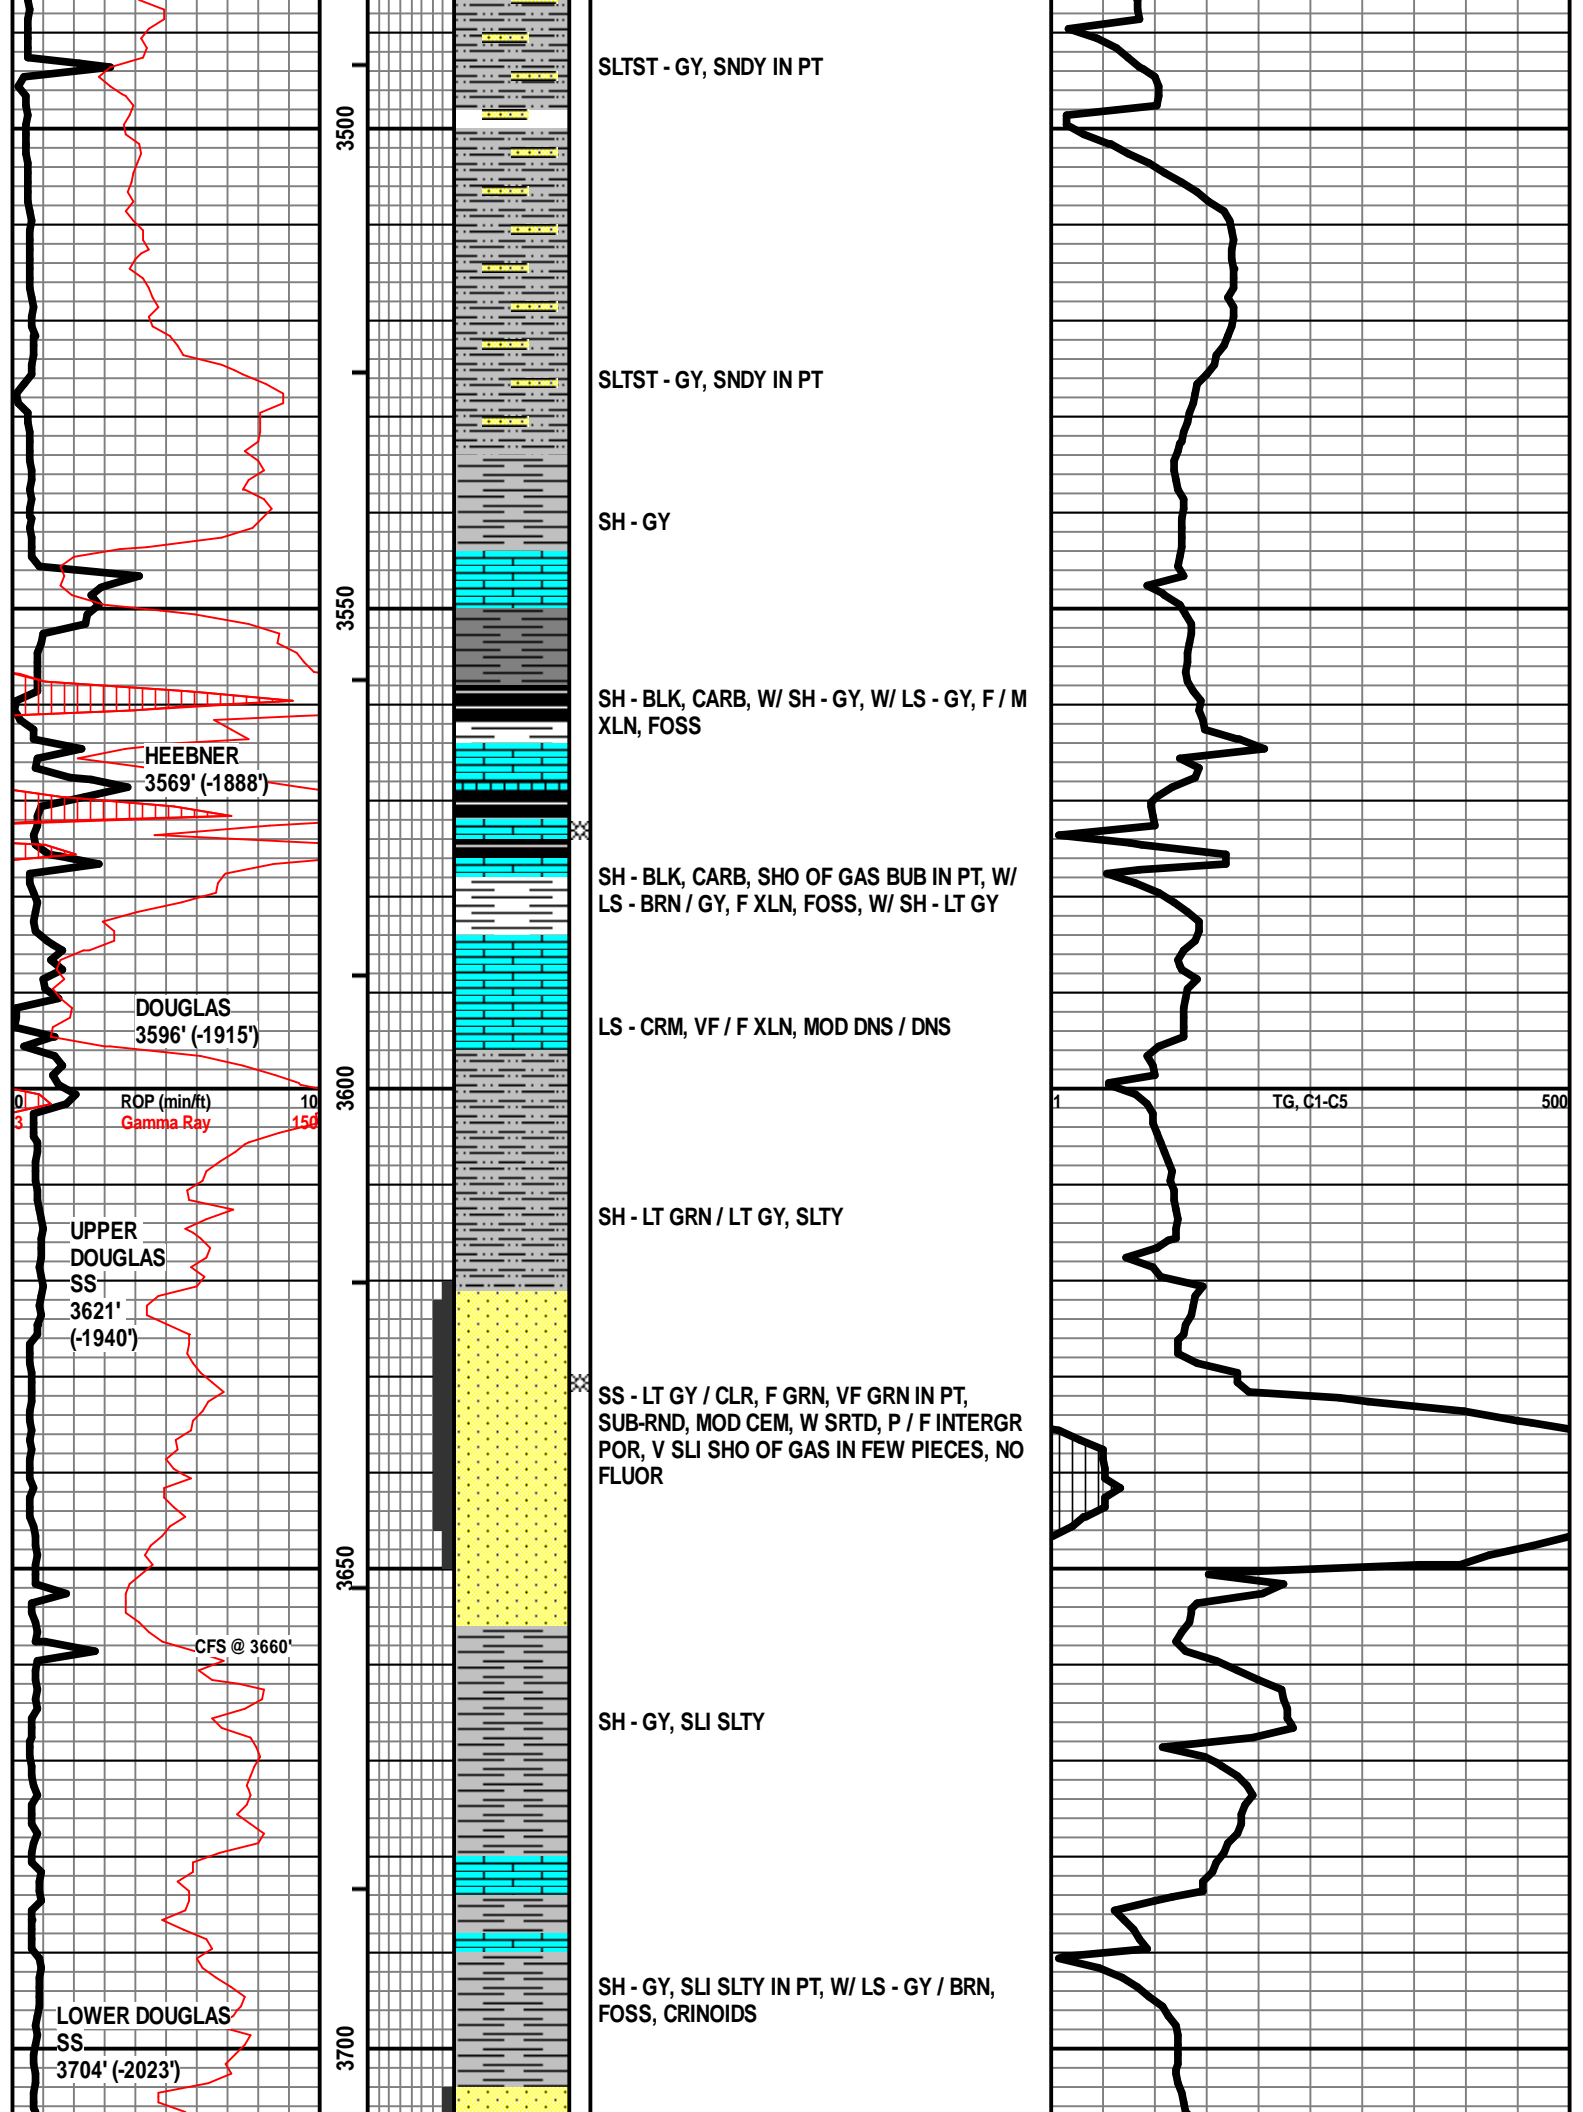 SLTST - GY, SNDY IN PT
3500
SLTST - GY, SNDY IN PT
SH - GY
3550
SH - BLK, CARB, W/ SH - GY, W/ LS - GY, F / M
XLN, FOSS
HEEBNER
3569' (-1888')
SH - BLK, CARB, SHO OF GAS BUB IN PT, W/
LS - BRN / GY, F XLN, FOSS, W/ SH - LT GY
DOUGLAS
3596' (-1915')
LS - CRM, VF / F XLN, MOD DNS / DNS
3600
0 ROP (min/ft) 10
3 Gamma Ray 150
1 TG, C1-C5 500
SH - LT GRN / LT GY, SLTY
UPPER
DOUGLAS
SS
3621'
(-1940')
SS - LT GY / CLR, F GRN, VF GRN IN PT,
SUB-RND, MOD CEM, W SRTD, P / F INTERGR
POR, V SLI SHO OF GAS IN FEW PIECES, NO
FLUOR
3650
CFS @ 3660'
SH - GY, SLI SLTY
SH - GY, SLI SLTY IN PT, W/ LS - GY / BRN,
FOSS, CRINOIDS
LOWER DOUGLAS
SS
3704' (-2023')
3700